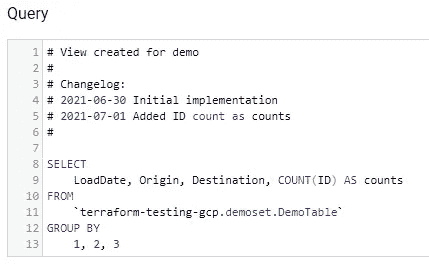 Query
1 # View created for demo
2 #
3 # Changelog:
4 # 2021-06-30 Initial implementation
5 # 2021-07-01 Added ID count as counts
6 #
7
8 SELECT
9     LoadDate, Origin, Destination, COUNT(ID) AS counts
10 FROM
11     `terraform-testing-gcp.demoset.DemoTable`
12 GROUP BY
13     1, 2, 3